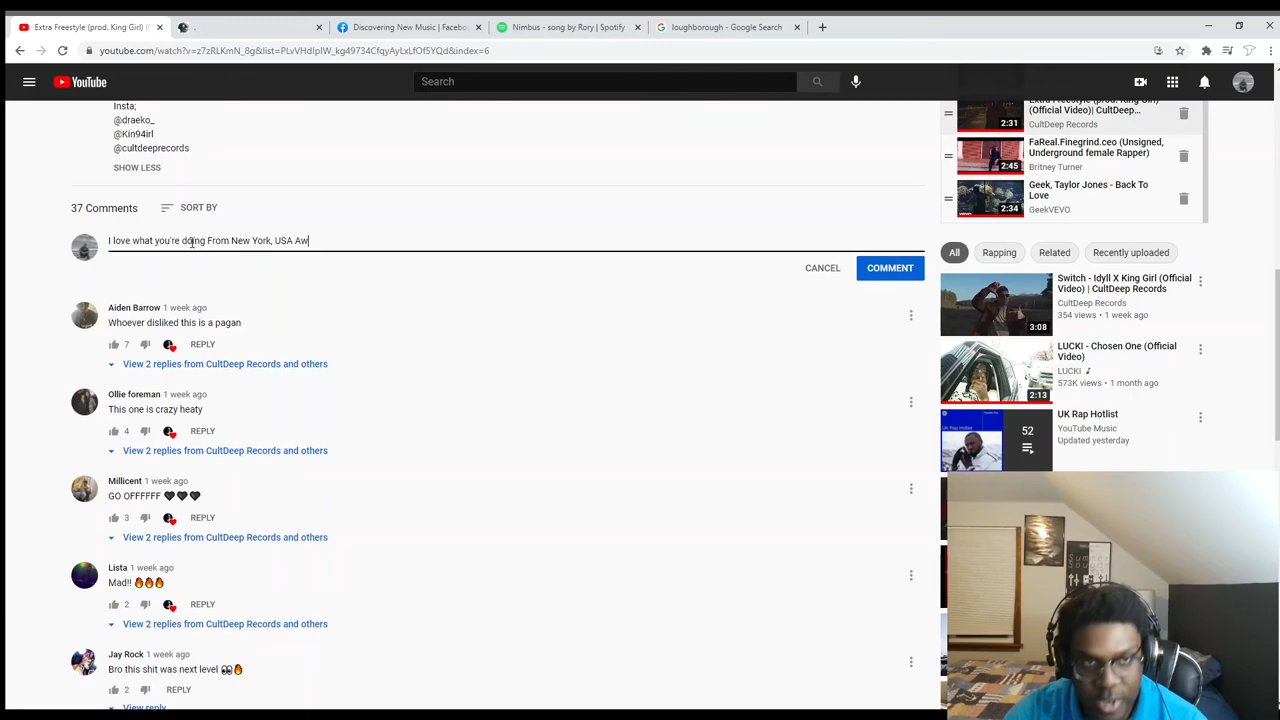 Extra Freestyle (prod. King Girl) (
Discovering New Music | Facebo
Nimbus - song by Rory | Spotify
loughborough - Google Search
youtube.com/watch?v=z7zRLKmN_8g&list=PLvVHdIpIW_kg49734CfqyAyLxLfOf5YQd&index=6
YouTube
Search
Insta;
@draeko_
@Kin94irl
@cultdeeprecords
SHOW LESS
37 Comments
SORT BY
I love what you're doing From New York, USA Aw
CANCEL
COMMENT
Aiden Barrow 1 week ago
Whoever disliked this is a pagan
7
REPLY
View 2 replies from CultDeep Records and others
Ollie foreman 1 week ago
This one is crazy heaty
4
REPLY
View 2 replies from CultDeep Records and others
Millicent 1 week ago
GO OFFFFFF 🖤🖤🖤
3
REPLY
View 2 replies from CultDeep Records and others
Lista 1 week ago
Mad!! 🔥🔥🔥
2
REPLY
View 2 replies from CultDeep Records and others
Jay Rock 1 week ago
Bro this shit was next level 👀🔥
2
REPLY
View reply
Extra Freestyle (prod. King Girl)
(Official Video)| CultDeep...
CultDeep Records
2:31
FaReal.Finegrind.ceo (Unsigned,
Underground female Rapper)
Britney Turner
2:45
Geek, Taylor Jones - Back To
Love
GeekVEVO
2:34
All
Rapping
Related
Recently uploaded
Switch - Idyll X King Girl (Official
Video) | CultDeep Records
CultDeep Records
354 views • 1 week ago
3:08
LUCKI - Chosen One (Official
Video)
LUCKI
573K views • 1 month ago
2:13
UK Rap Hotlist
YouTube Music
Updated yesterday
52